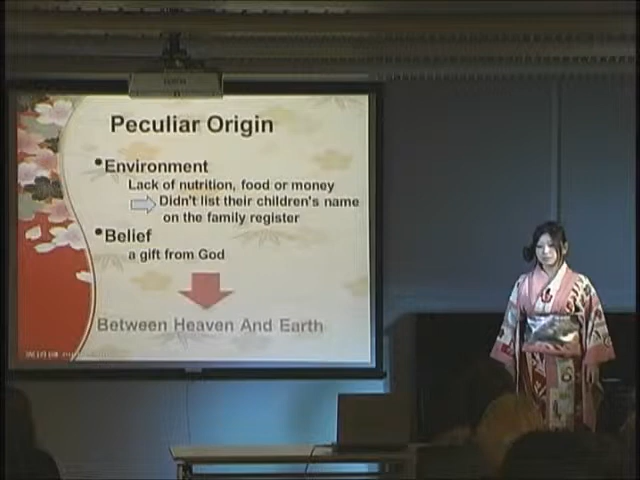 Peculiar Origin
•Environment
Lack of nutrition, food or money
Didn't list their children's name
on the family register
•Belief
a gift from God
Between Heaven And Earth